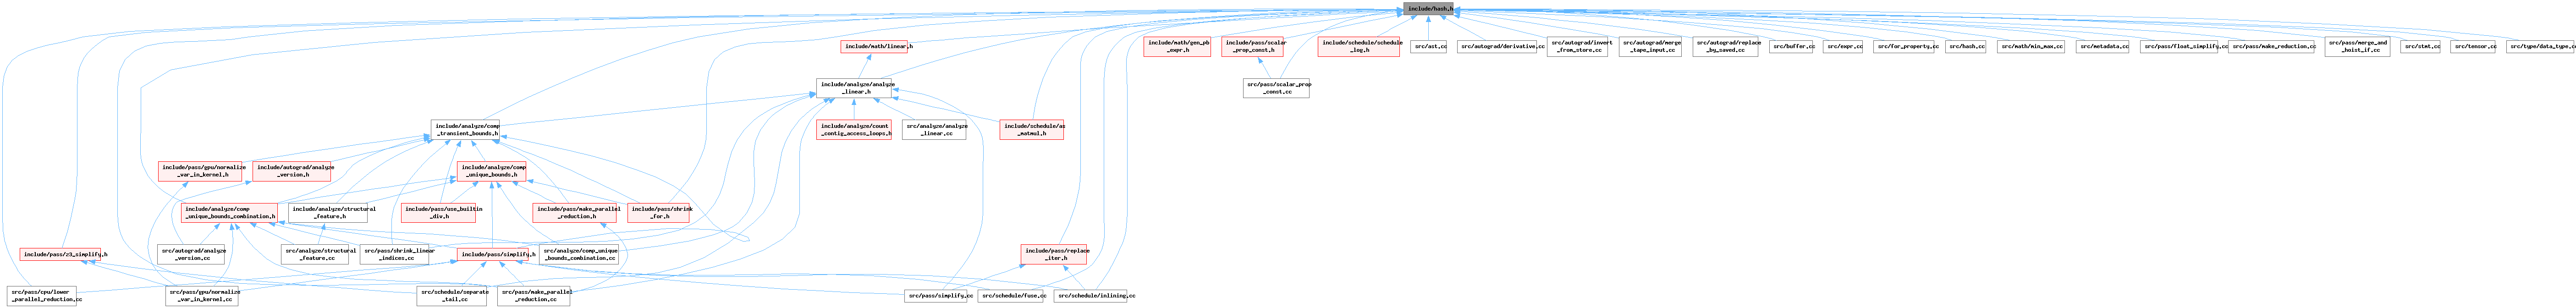 include/hash.h
include/math/linear.h
include/math/gen_pb
_expr.h
include/pass/scalar
_prop_const.h
include/schedule/schedule
_log.h
src/ast.cc
src/autograd/derivative.cc
src/autograd/invert
_from_store.cc
src/autograd/merge
_tape_input.cc
src/autograd/replace
_by_saved.cc
src/buffer.cc
src/expr.cc
src/for_property.cc
src/hash.cc
src/math/min_max.cc
src/metadata.cc
src/pass/float_simplify.cc
src/pass/make_reduction.cc
src/pass/merge_and
_hoist_if.cc
src/stmt.cc
src/tensor.cc
src/type/data_type.cc
include/analyze/analyze
_linear.h
src/pass/scalar_prop
_const.cc
include/analyze/comp
_transient_bounds.h
include/analyze/count
_contig_access_loops.h
src/analyze/analyze
_linear.cc
include/schedule/as
_matmul.h
include/pass/gpu/normalize
_var_in_kernel.h
include/autograd/analyze
_version.h
include/analyze/comp
_unique_bounds.h
include/analyze/comp
_unique_bounds_combination.h
include/analyze/structural
_feature.h
include/pass/use_builtin
_div.h
include/pass/make_parallel
_reduction.h
include/pass/shrink
_for.h
include/pass/z3_simplify.h
src/autograd/analyze
_version.cc
src/analyze/structural
_feature.cc
src/pass/shrink_linear
_indices.cc
include/pass/simplify.h
src/analyze/comp_unique
_bounds_combination.cc
include/pass/replace
_iter.h
src/pass/cpu/lower
_parallel_reduction.cc
src/pass/gpu/normalize
_var_in_kernel.cc
src/schedule/separate
_tail.cc
src/pass/make_parallel
_reduction.cc
src/pass/simplify.cc
src/schedule/fuse.cc
src/schedule/inlining.cc